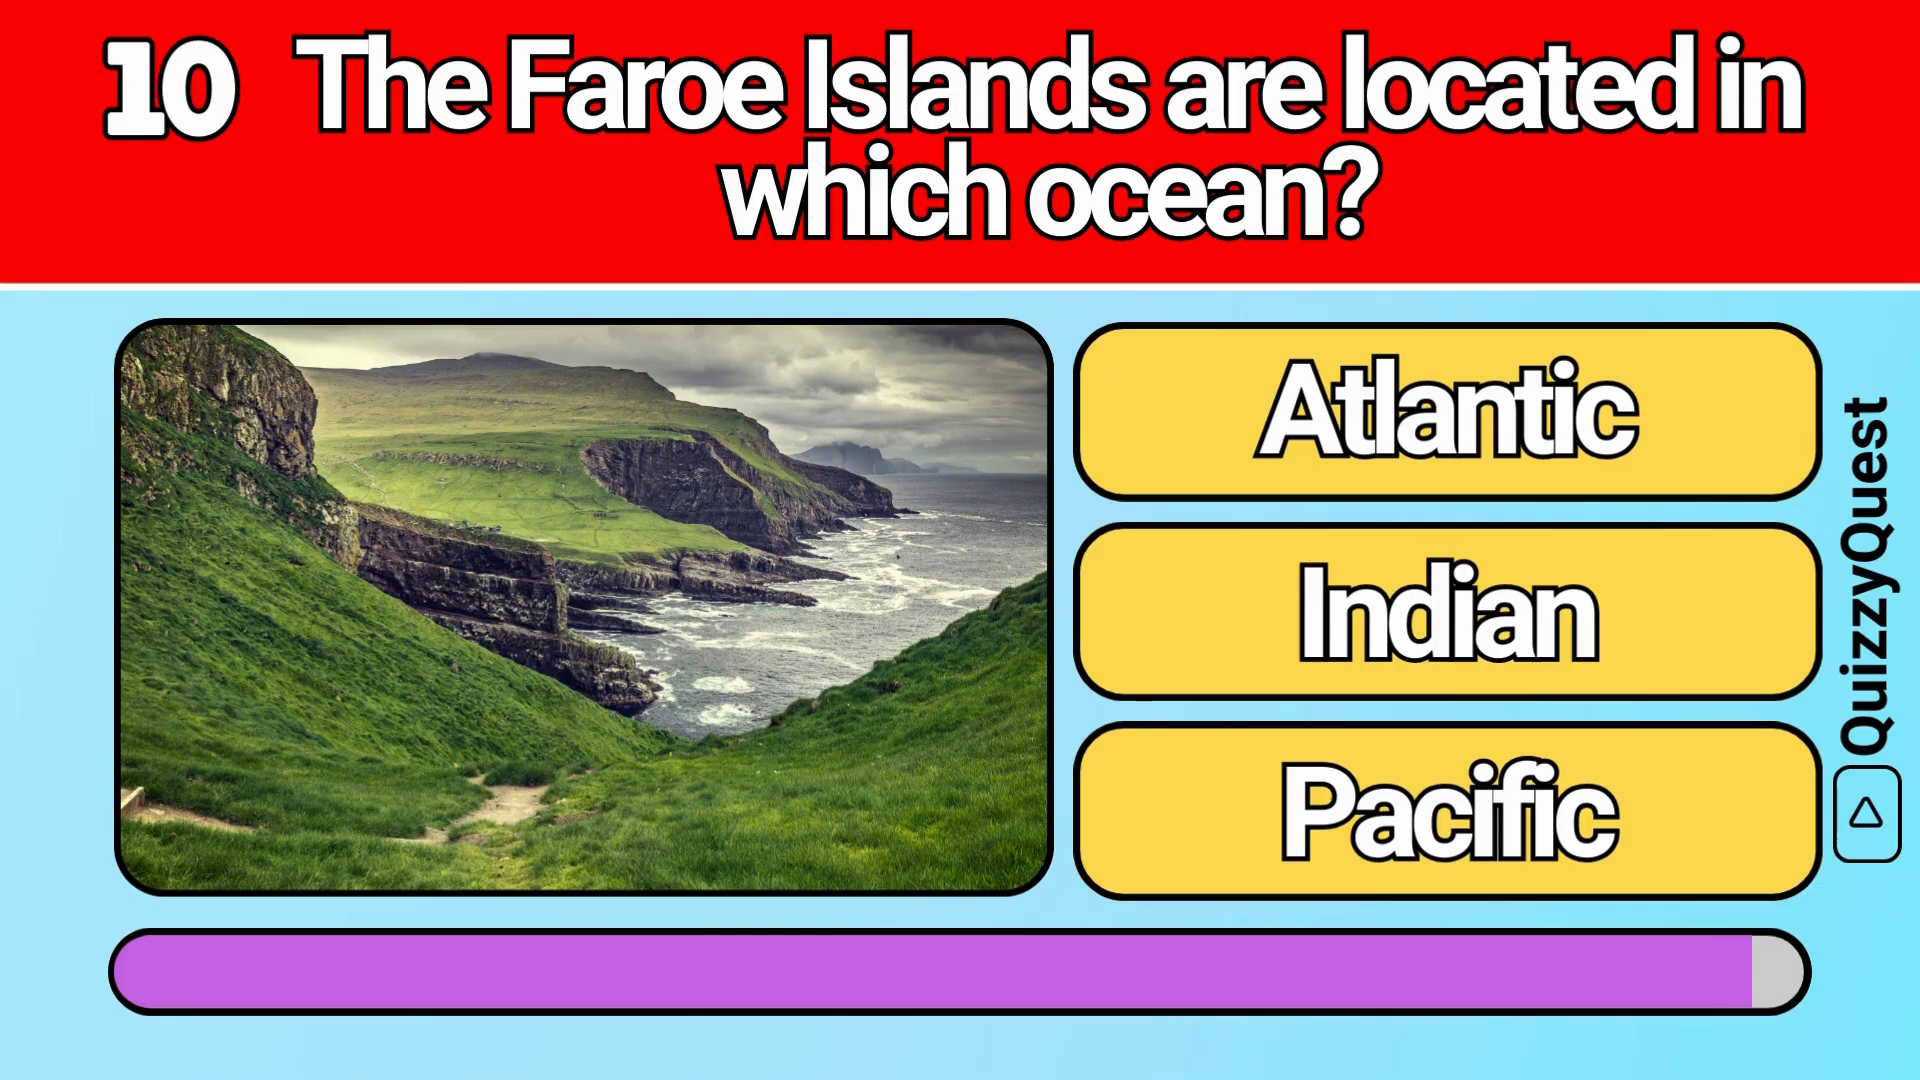 10 The Faroe Islands are located in
which ocean?
Atlantic
Indian
Pacific
QuizzyQuest